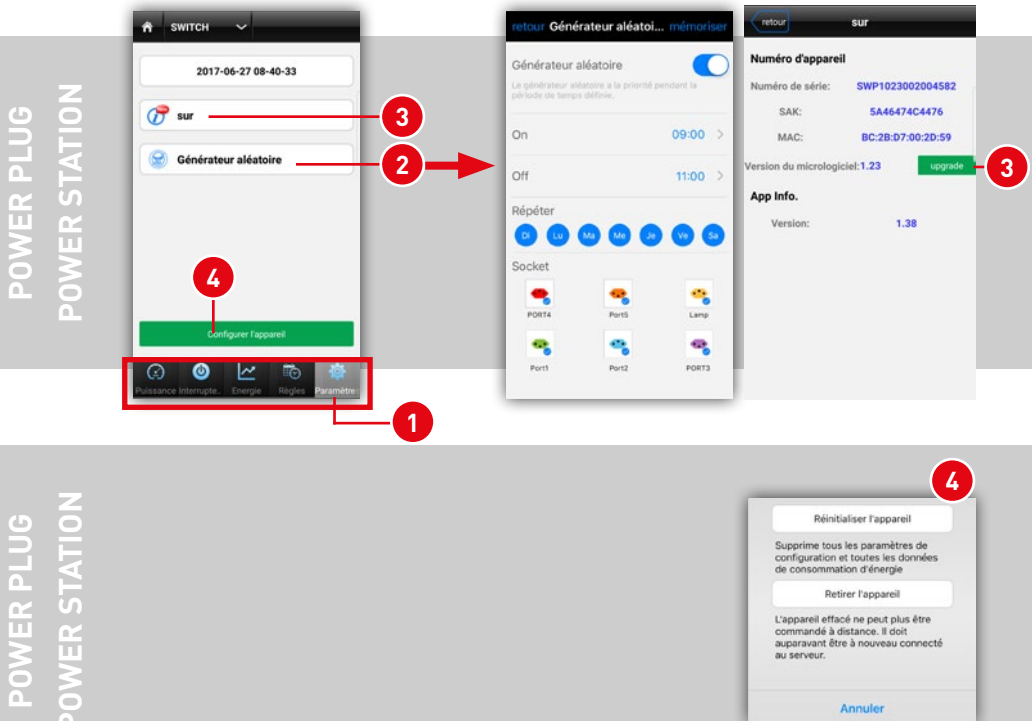 POWER PLUG
POWER STATION
SWITCH
2017-06-27 08-40-33
sur
3
Générateur aléatoire
2
4
Configurer l'appareil
Puissance Interrupte.. Energie Règles Paramètre
1
retour Générateur aléatoi... mémoriser
Générateur aléatoire
Le générateur aléatoire a la priorité pendant la
période de temps définie.
On 09:00
Off 11:00
Répéter
Di Lu Ma Me Je Ve Sa
Socket
PORT4 Port5 Lamp
Port1 Port2 PORT3
retour sur
Numéro d'appareil
Numéro de série: SWP1023002004582
SAK: 5A46474C4476
MAC: BC:2B:D7:00:2D:59
Version du micrologiciel:1.23 upgrade
3
App Info.
Version: 1.38
POWER PLUG
POWER STATION
4
Réinitialiser l'appareil
Supprime tous les paramètres de
configuration et toutes les données
de consommation d'énergie
Retirer l'appareil
L'appareil effacé ne peut plus être
commandé à distance. Il doit
auparavant être à nouveau connecté
au serveur.
Annuler